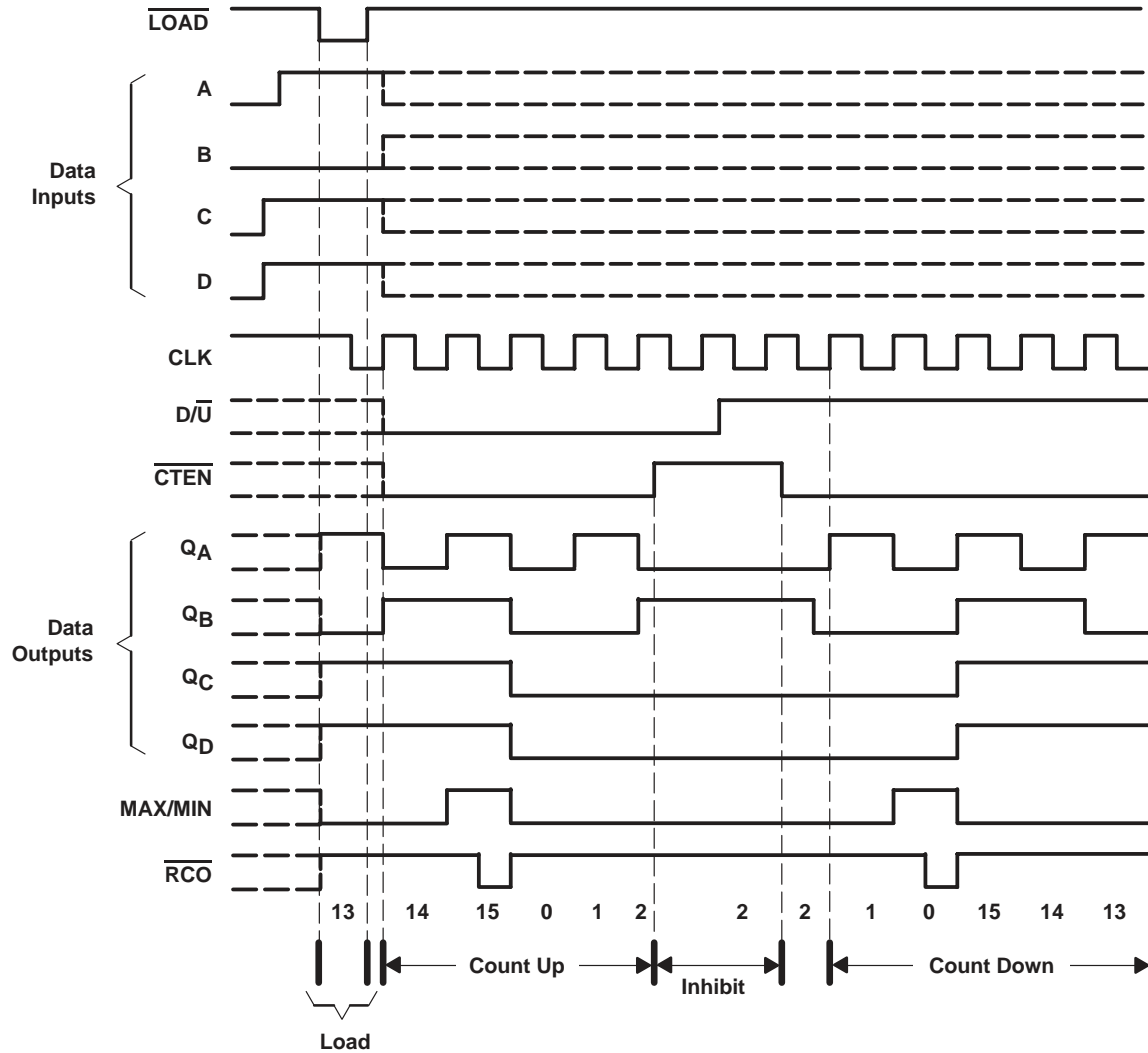 LOAD
A
B
C
D
Data
Inputs
CLK
D/U
CTEN
QA
QB
QC
QD
Data
Outputs
MAX/MIN
RCO
13 14 15 0 1 2 2 2 1 0 15 14 13
Count Up
Inhibit
Count Down
Load